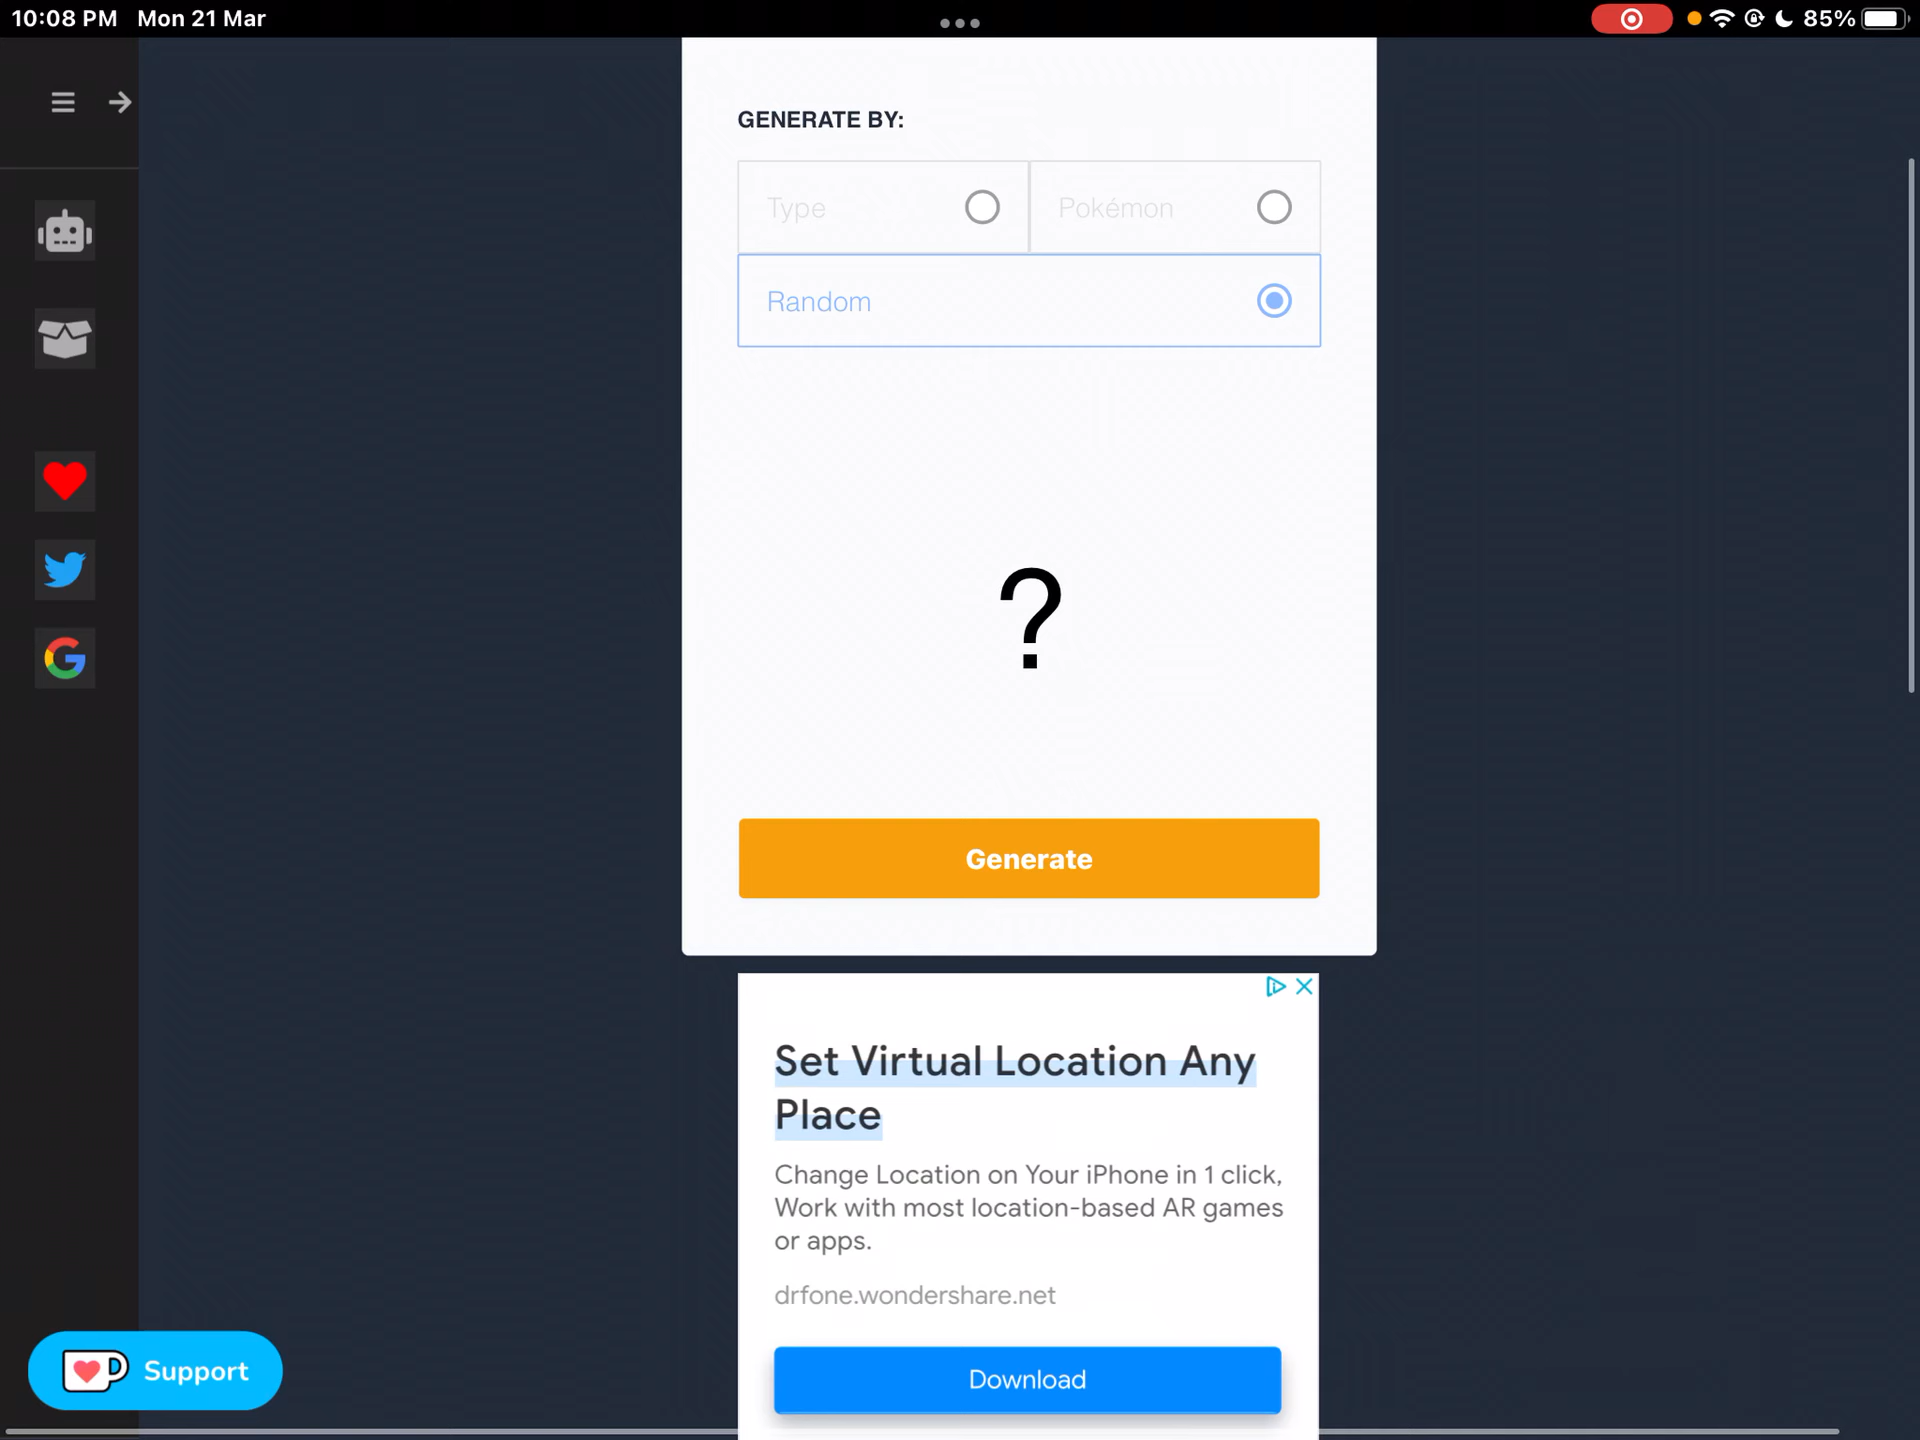 10:08 PM Mon 21 Mar
85%
GENERATE BY:
Type
Pokémon
Random
?
Generate
Set Virtual Location Any
Place
Change Location on Your iPhone in 1 click,
Work with most location-based AR games
or apps.
drfone.wondershare.net
Download
Support